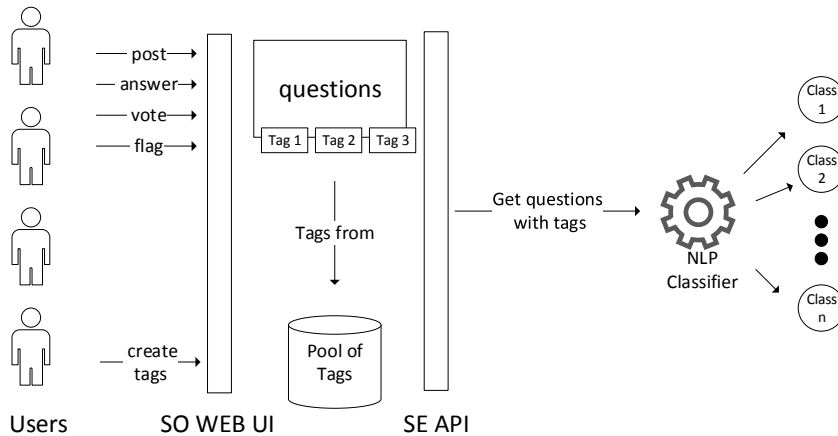 post
answer
vote
flag
create
tags
questions
Tag 1
Tag 2
Tag 3
Tags from
Pool of
Tags
Get questions
with tags
NLP
Classifier
Class
1
Class
2
Class
n
Users
SO WEB UI
SE API